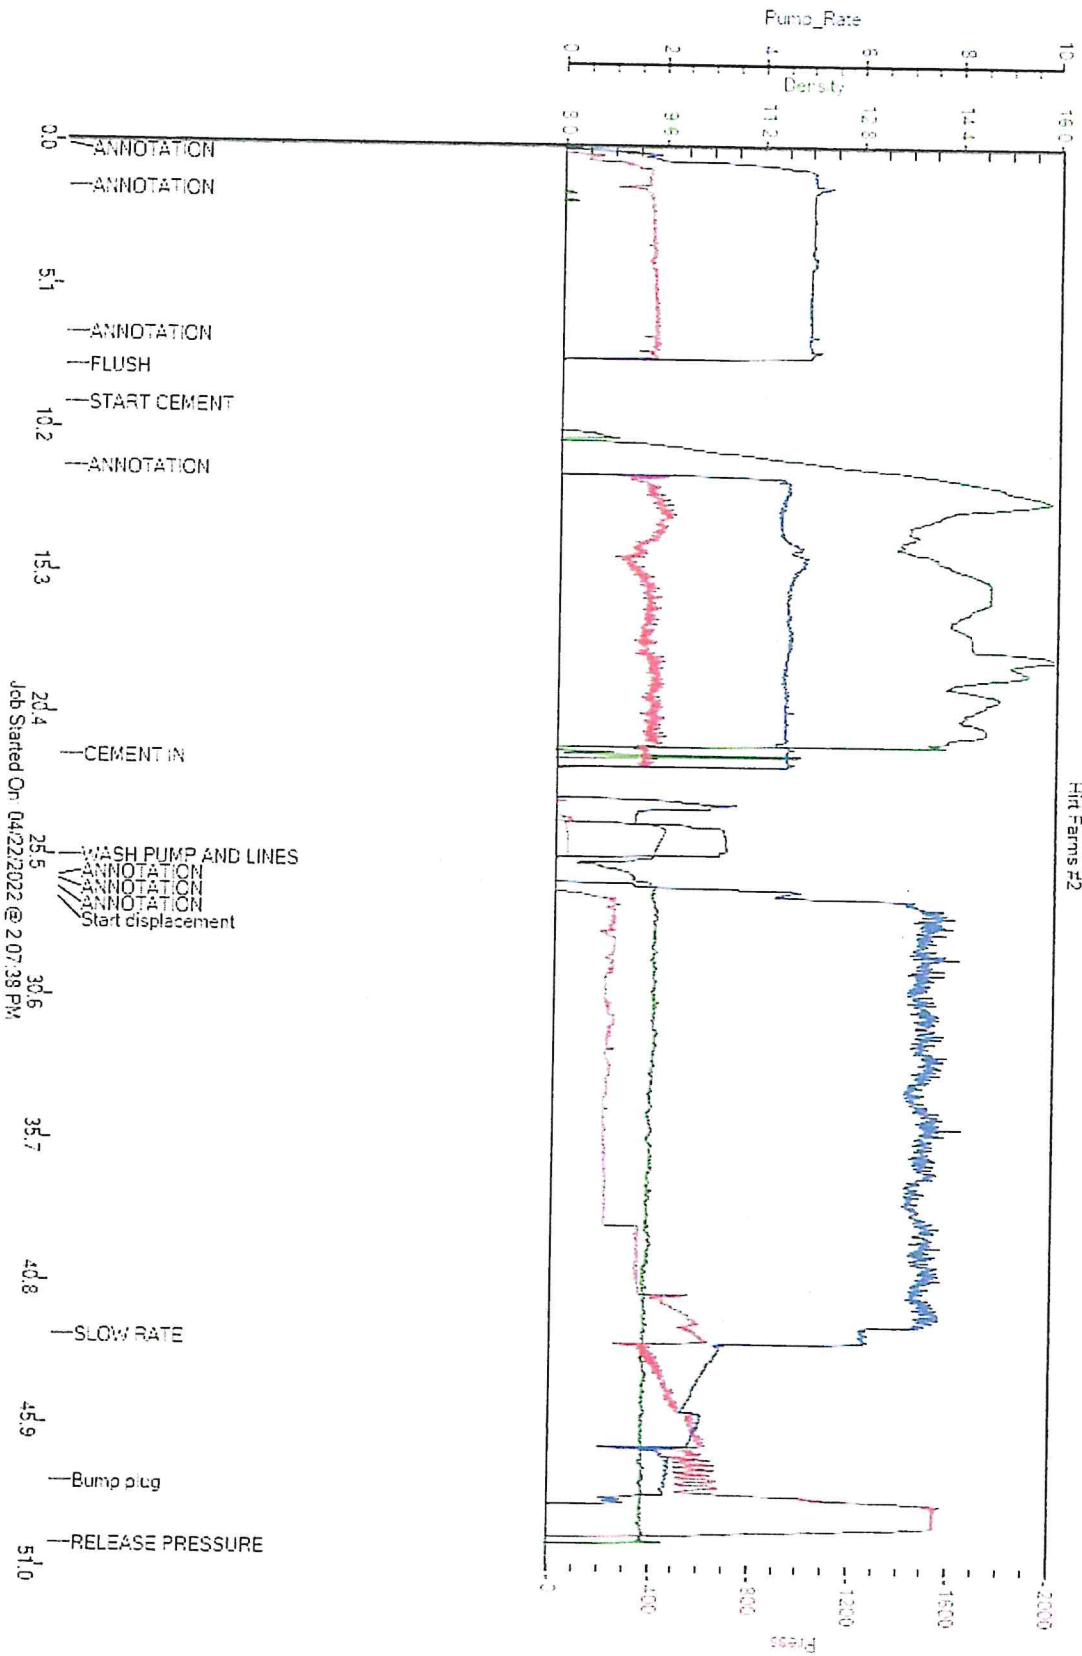 Hirt Farms #2
Pump_Rate
0
2
4
6
8
10
Density
8.0
9.6
11.2
12.8
14.4
16.0
0.0
5.1
10.2
15.3
20.4
25.5
30.6
35.7
40.8
45.9
51.0
ANNOTATION
ANNOTATION
ANNOTATION
FLUSH
START CEMENT
ANNOTATION
CEMENT IN
WASH PUMP AND LINES
ANNOTATION
ANNOTATION
ANNOTATION
Start displacement
SLOW RATE
Bump plug
RELEASE PRESSURE
0
400
800
1200
1600
2000
Press
Job Started On: 04/22/2022 @ 2:07:38 PM